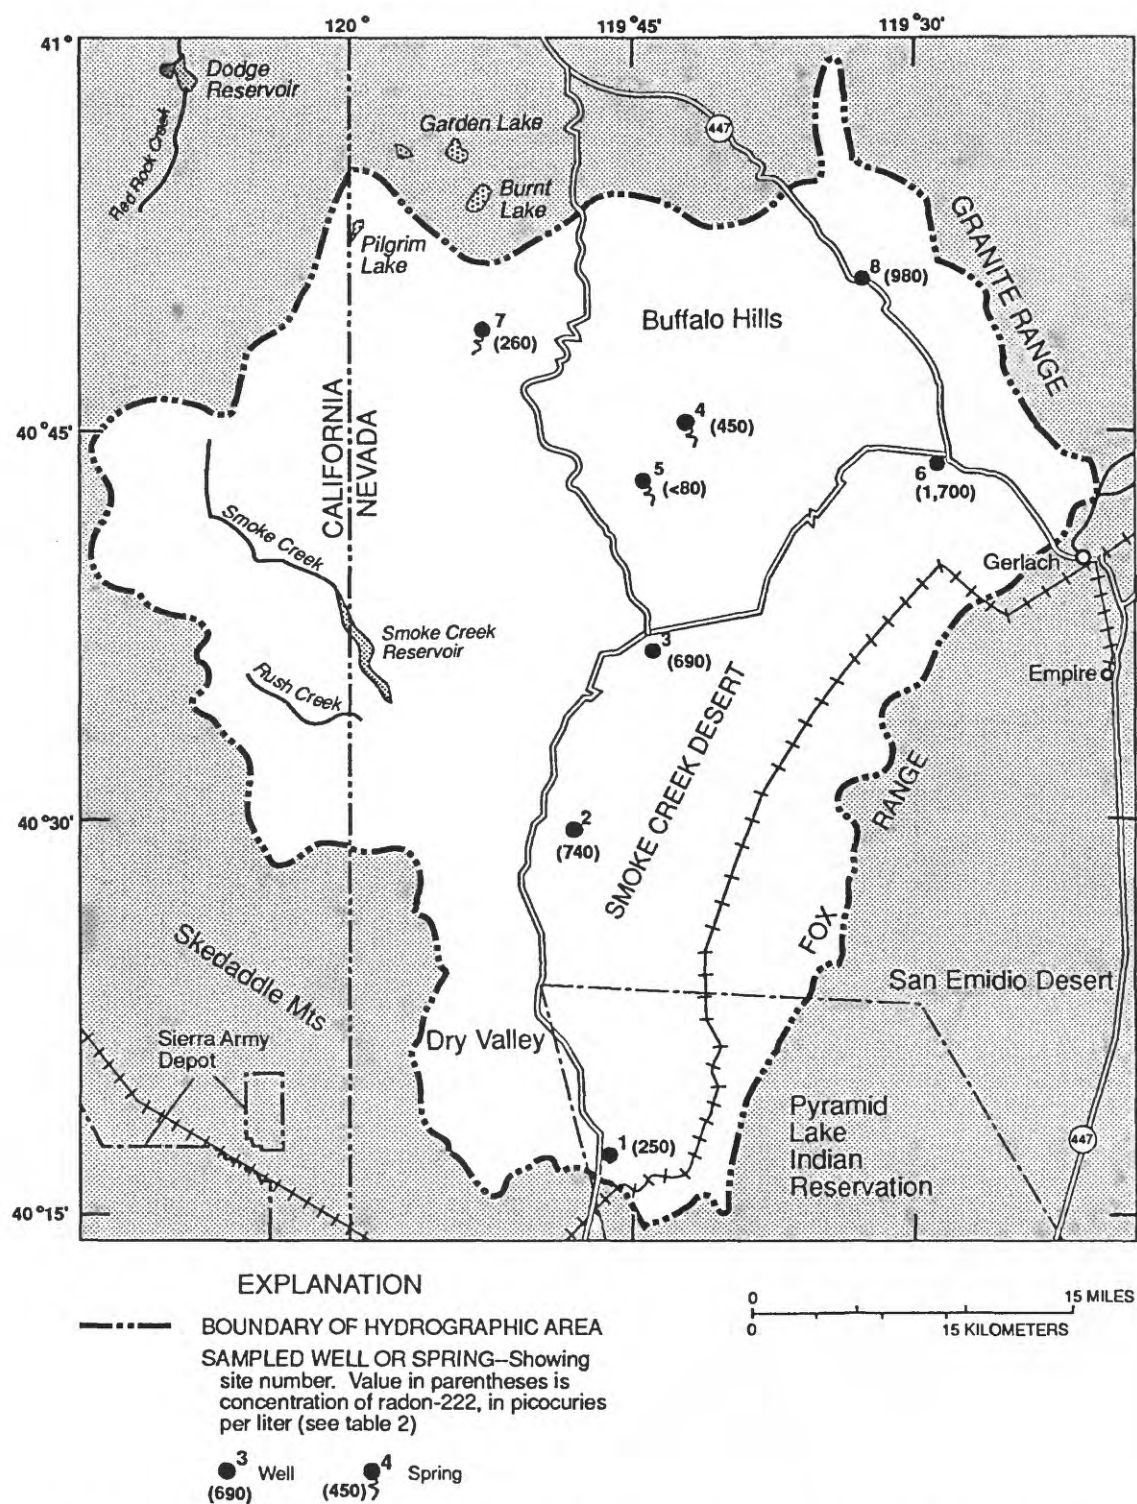 120°
119°45'
119°30'
41°
Dodge
Reservoir
Red Rock Creek
Garden Lake
Burnt
Lake
Pilgrim
Lake
447
GRANITE RANGE
8 (980)
Buffalo Hills
7
(260)
4
(450)
40°45'
CALIFORNIA
NEVADA
5
(<80)
6
(1,700)
Smoke Creek
Gerlach
Smoke Creek
Reservoir
3
(690)
Rush Creek
Empire
SMOKE CREEK DESERT
FOX RANGE
40°30'
2
(740)
Skedaddle Mts
San Emidio Desert
Sierra Army
Depot
Dry Valley
Pyramid
Lake
Indian
Reservation
447
1 (250)
40°15'
EXPLANATION
0 15 MILES
0 15 KILOMETERS
BOUNDARY OF HYDROGRAPHIC AREA
SAMPLED WELL OR SPRING--Showing
site number. Value in parentheses is
concentration of radon-222, in picocuries
per liter (see table 2)
3 Well 4 Spring
(690) (450)